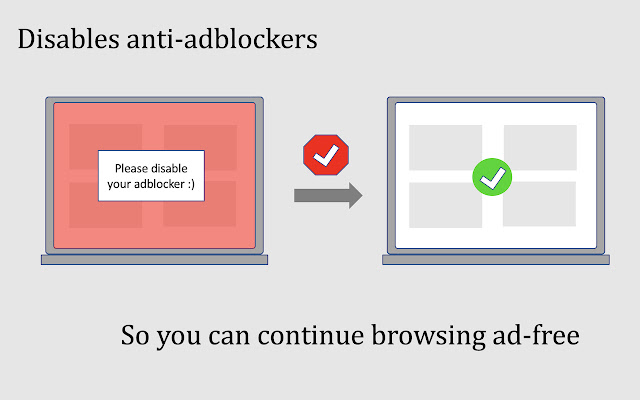 Disables anti-adblockers
Please disable
your adblocker :)
So you can continue browsing ad-free